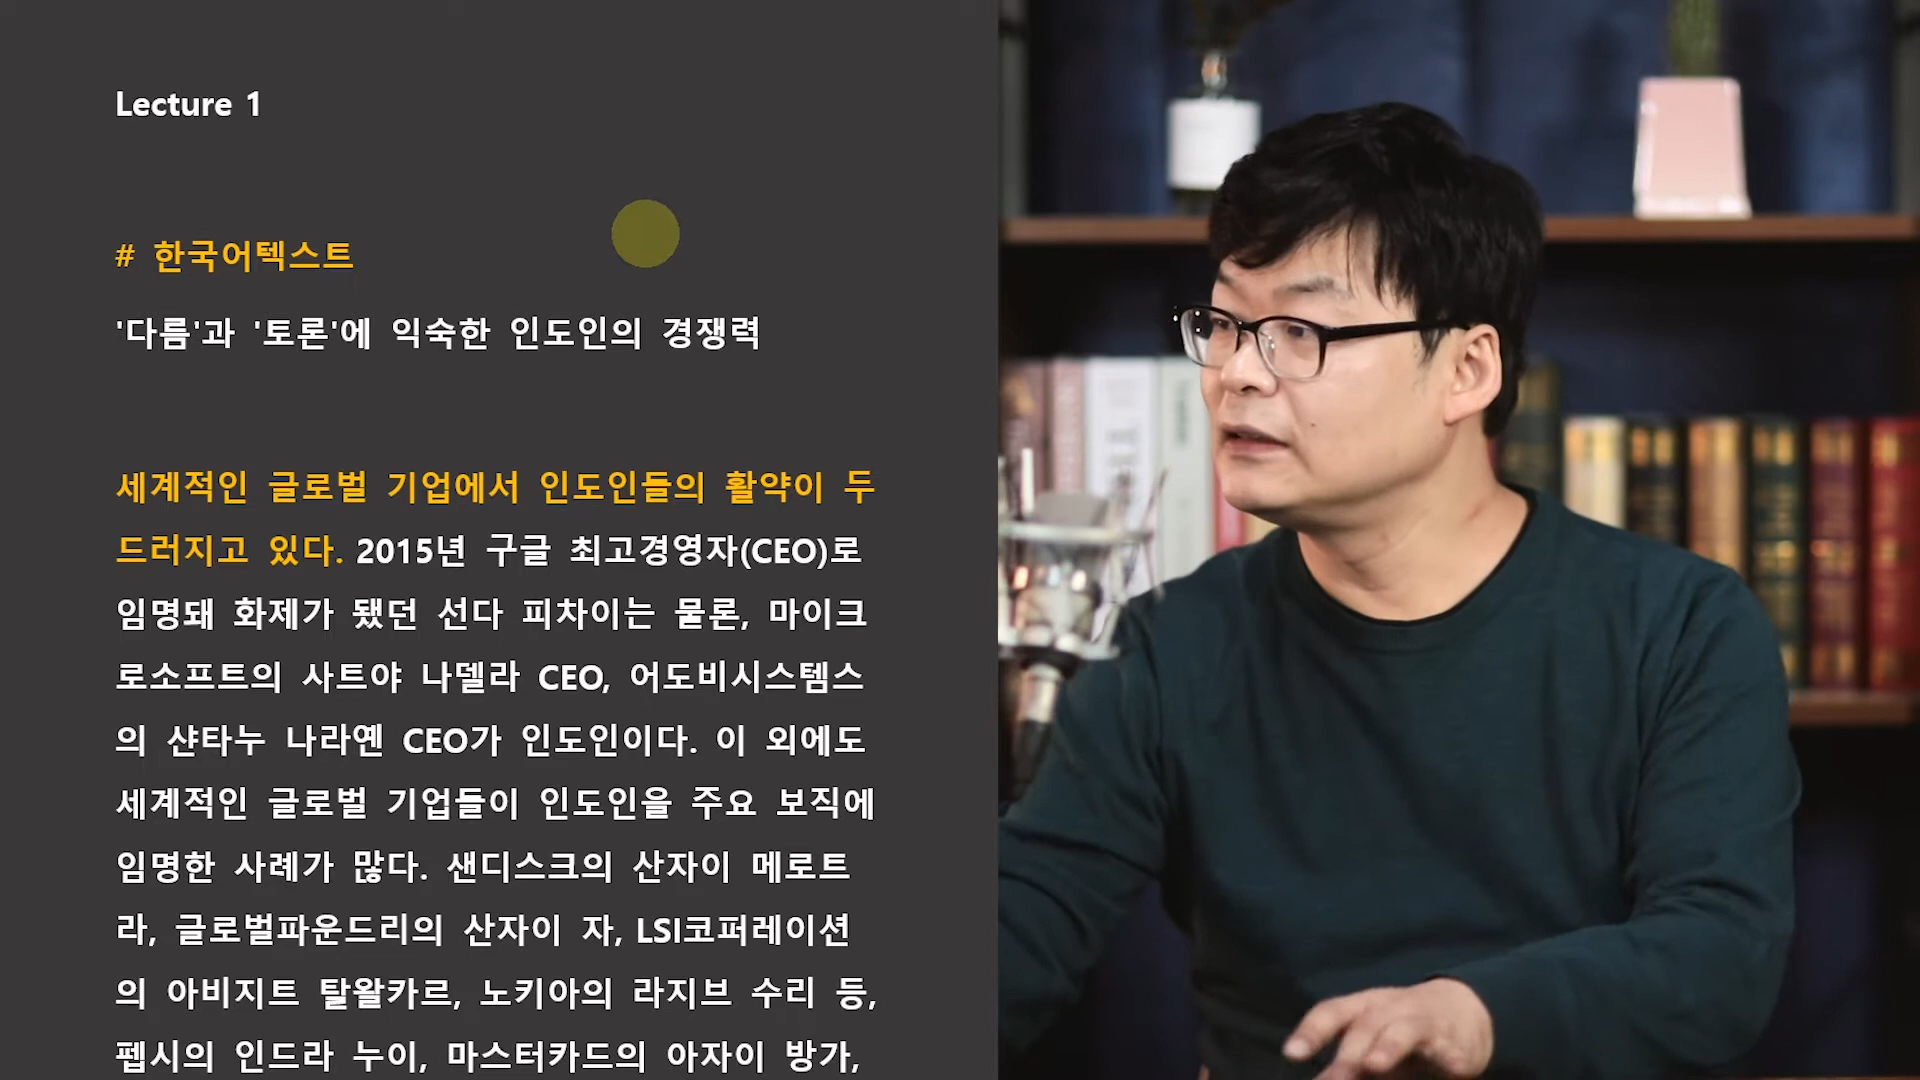 Lecture 1
# 한국어텍스트
'다름'과 '토론'에 익숙한 인도인의 경쟁력
세계적인 글로벌 기업에서 인도인들의 활약이 두
드러지고 있다. 2015년 구글 최고경영자(CEO)로
임명돼 화제가 됐던 선다 피차이는 물론, 마이크
로소프트의 사트야 나델라 CEO, 어도비시스템스
의 샨타누 나라옌 CEO가 인도인이다. 이 외에도
세계적인 글로벌 기업들이 인도인을 주요 보직에
임명한 사례가 많다. 샌디스크의 산자이 메로트
라, 글로벌파운드리의 산자이 자, LSI코퍼레이션
의 아비지트 탈왈카르, 노키아의 라지브 수리 등,
펩시의 인드라 누이, 마스터카드의 아자이 방가,